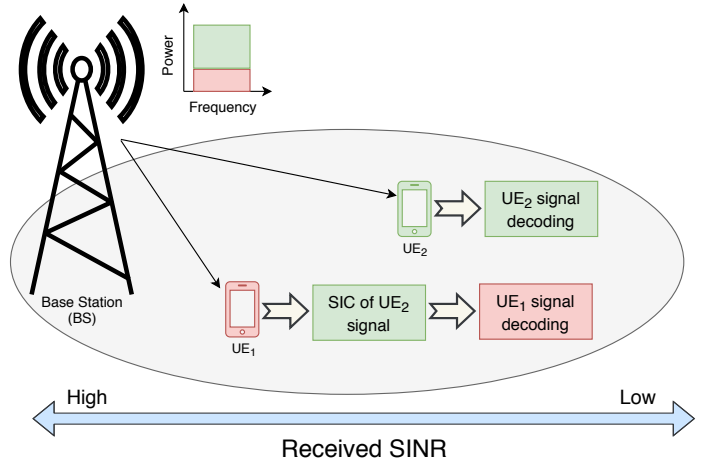 Power
Frequency
UE2 signal
decoding
UE2
Base Station
(BS)
SIC of UE2
signal
UE1 signal
decoding
UE1
High
Low
Received SINR